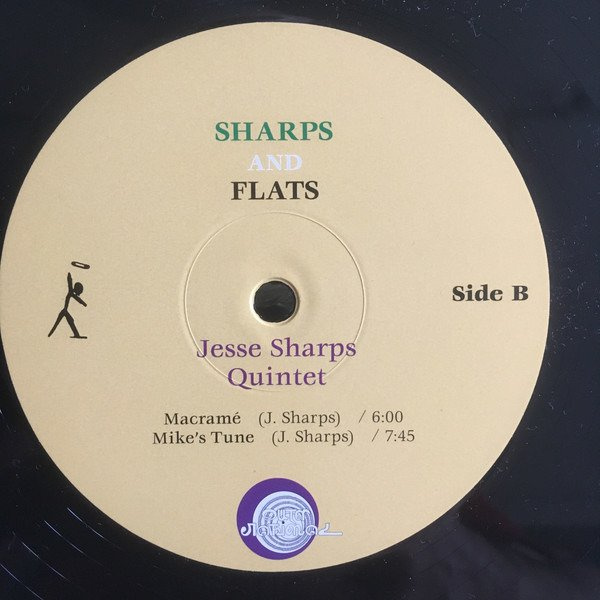 SHARPS
AND
FLATS
Side B
Jesse Sharps
Quintet
Macramé (J. Sharps) / 6:00
Mike's Tune (J. Sharps) / 7:45